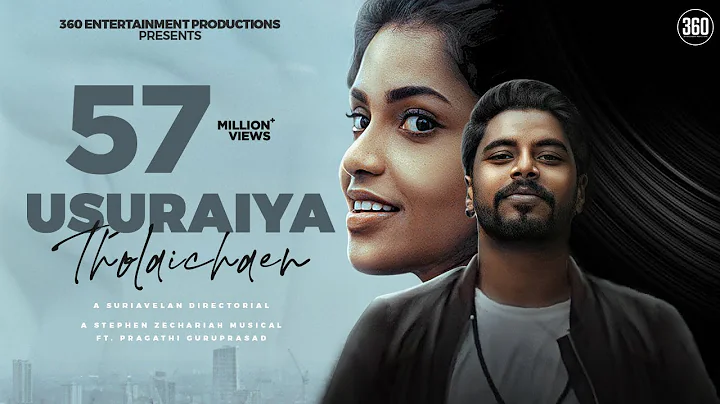 360 ENTERTAINMENT PRODUCTIONS
PRESENTS
360
57
MILLION+
VIEWS
USURAIYA
Tholaichaen
A SURIAVELAN DIRECTORIAL
A STEPHEN ZECHARIAH MUSICAL
FT. PRAGATHI GURUPRASAD